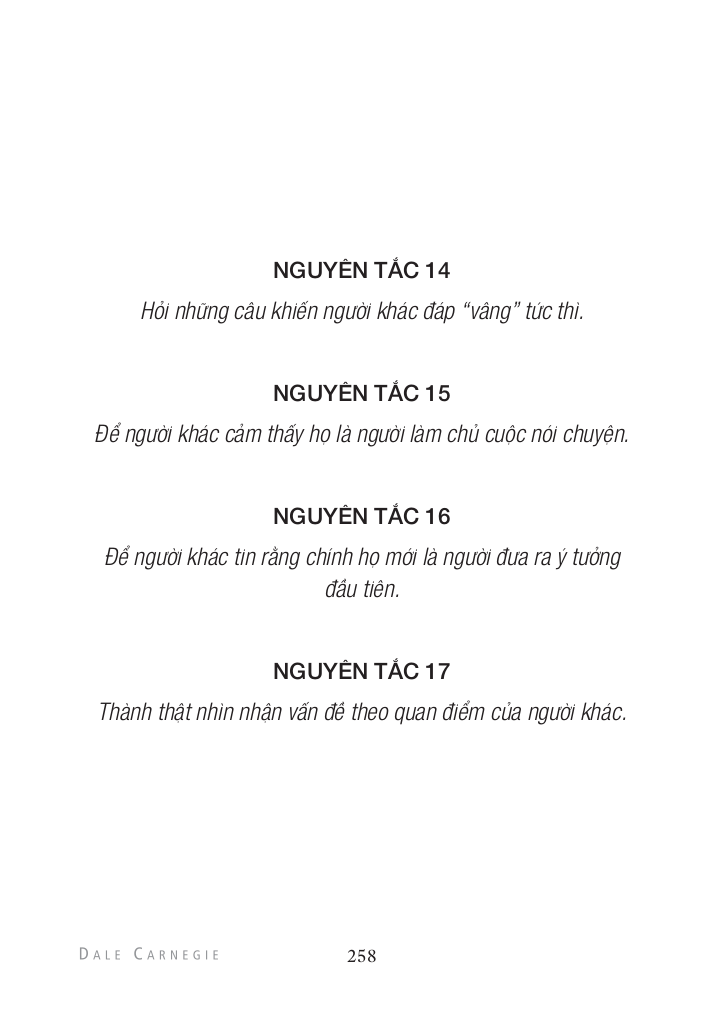 NGUYÊN TẮC 14
Hỏi những câu khiến người khác đáp “vâng” tức thì.
NGUYÊN TẮC 15
Để người khác cảm thấy họ là người làm chủ cuộc nói chuyện.
NGUYÊN TẮC 16
Để người khác tin rằng chính họ mới là người đưa ra ý tưởng
đầu tiên.
NGUYÊN TẮC 17
Thành thật nhìn nhận vấn đề theo quan điểm của người khác.
DALE CARNEGIE 258